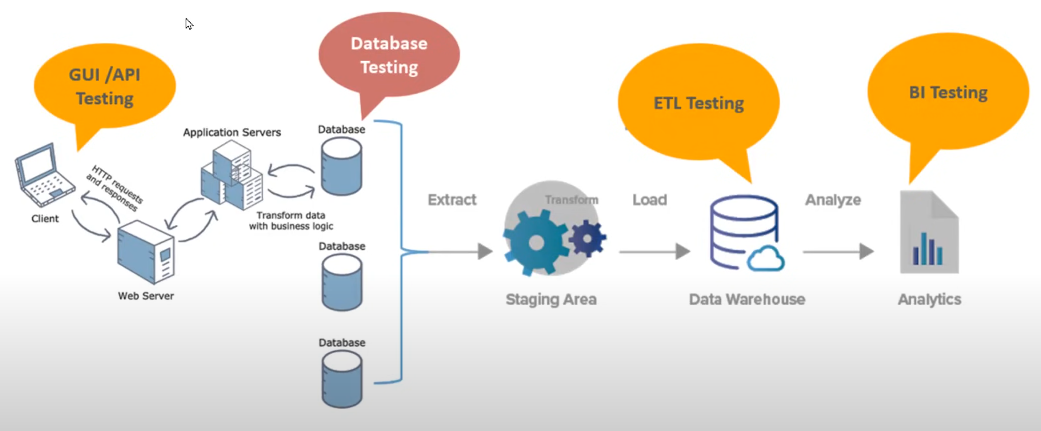 GUI /API
Testing
Database
Testing
ETL Testing
BI Testing
Application Servers
Database
HTTP requests
and responses
Client
Transform data
with business logic
Web Server
Database
Database
Extract
Transform
Load
Analyze
Staging Area
Data Warehouse
Analytics